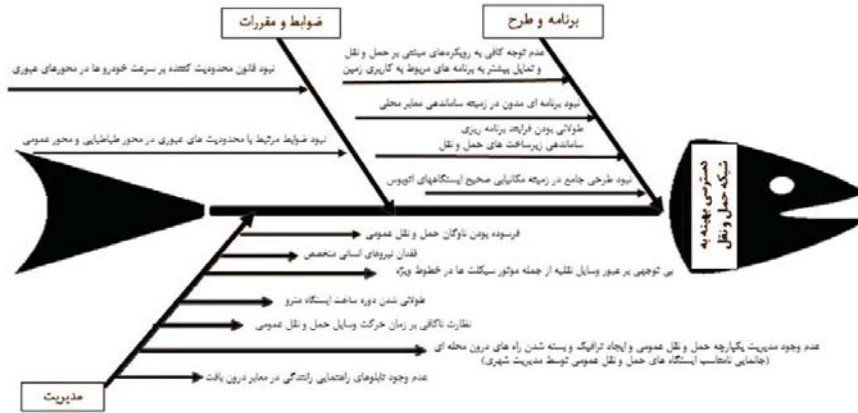 برنامه و طرح
عدم توجه کافی به رویکردهای مبتنی بر حمل و نقل
و تمایل بیشتر به برنامه های مربوط به کاربری زمین
نبود برنامه ای مدون در زمینه ساماندهی معابر محلی
طولانی بودن فرایند برنامه ریزی
ساماندهی زیرساخت های حمل و نقل
نبود طرحی جامع در زمینه مکانیابی صحیح ایستگاههای اتوبوس
ضوابط و مقررات
نبود قانون محدودیت کننده بر سرعت خودرو ها در محورهای عبوری
نبود ضوابط مرتبط با محدودیت های عبوری در محور طباطبایی و محور عمومی
دسترسی بهینه به
شبکه حمل و نقل
فرسوده بودن ناوگان حمل و نقل عمومی
فقدان نیروهای انسانی متخصص
بی توجهی بر عبور وسایل نقلیه از جمله موتور سیکلت ها در خطوط ویژه
طولانی شدن دوره ساخت ایستگاه مترو
نظارت ناکافی بر زمان حرکت وسایل حمل و نقل عمومی
عدم وجود مدیریت یکپارچه حمل و نقل عمومی و ایجاد ترافیک و بسته شدن راه های درون محله ای
(جانمایی نامتناسب ایستگاه های حمل و نقل عمومی توسط مدیریت شهری)
عدم وجود تابلوهای راهنمایی رانندگی در معابر درون بافت
مدیریت